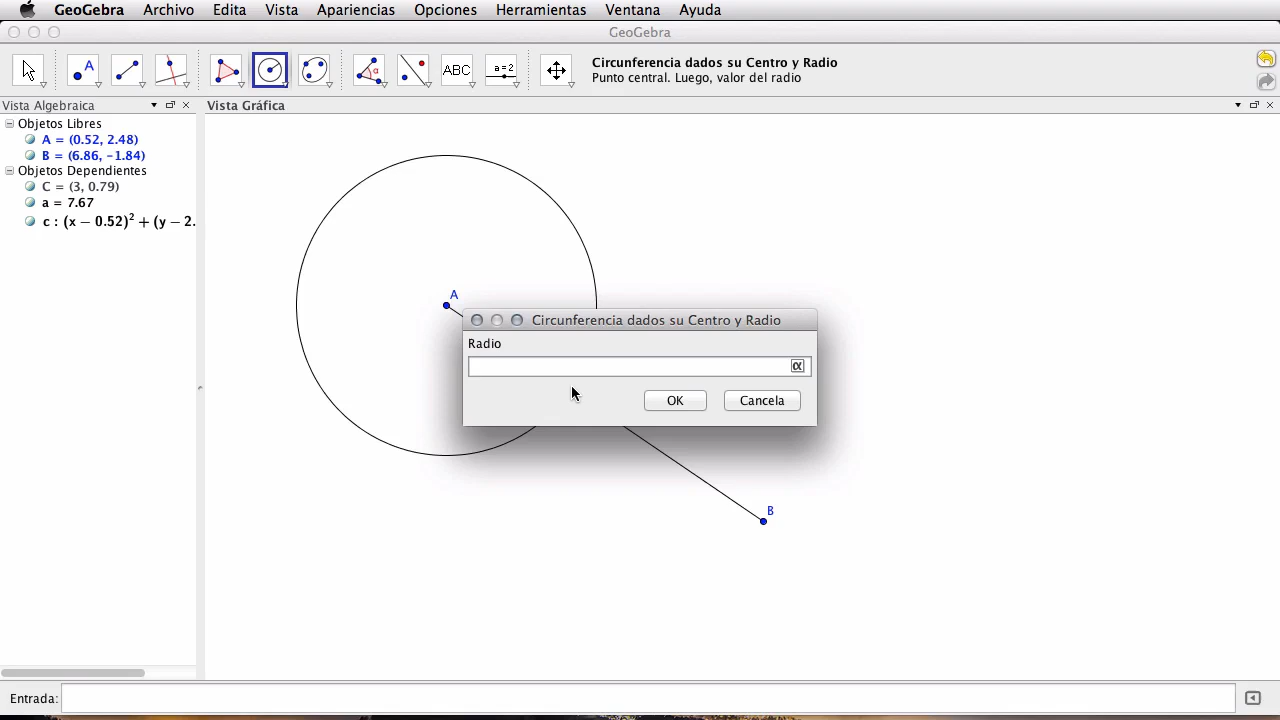 GeoGebra Archivo Edita Vista Apariencias Opciones Herramientas Ventana Ayuda
GeoGebra
A
α
ABC
a=2
Circunferencia dados su Centro y Radio
Punto central. Luego, valor del radio
Vista Algebraica
Vista Gráfica
Objetos Libres
A = (0.52, 2.48)
B = (6.86, −1.84)
Objetos Dependientes
C = (3, 0.79)
a = 7.67
c : (x − 0.52)² + (y − 2.
A
Circunferencia dados su Centro y Radio
Radio
α
OK
Cancela
B
Entrada: